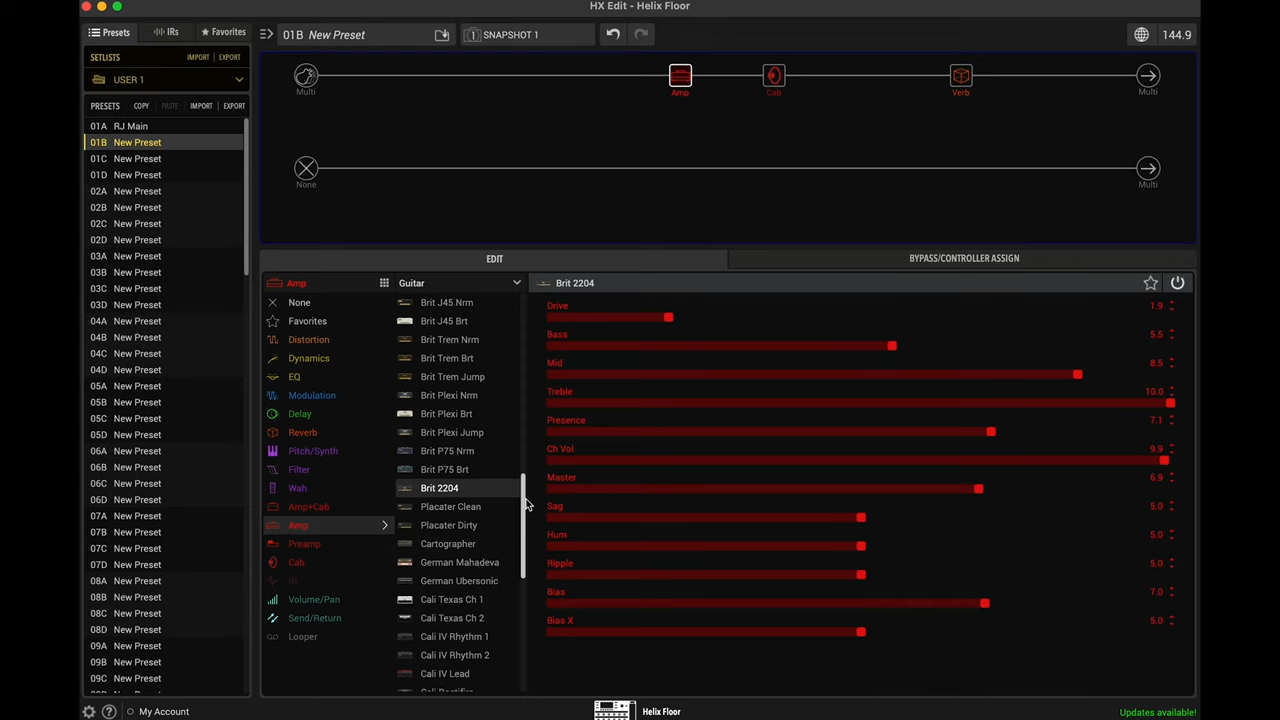 HX Edit - Helix Floor
Presets IRs Favorites
01B New Preset
1 SNAPSHOT 1
144.9
SETLISTS IMPORT EXPORT
USER 1
PRESETS COPY PASTE IMPORT EXPORT
01A RJ Main
01B New Preset
01C New Preset
01D New Preset
02A New Preset
02B New Preset
02C New Preset
02D New Preset
03A New Preset
03B New Preset
03C New Preset
03D New Preset
04A New Preset
04B New Preset
04C New Preset
04D New Preset
05A New Preset
05B New Preset
05C New Preset
05D New Preset
06A New Preset
06B New Preset
06C New Preset
06D New Preset
07A New Preset
07B New Preset
07C New Preset
07D New Preset
08A New Preset
08B New Preset
08C New Preset
08D New Preset
09A New Preset
09B New Preset
09C New Preset
Multi Amp Cab Verb Multi
None Multi
EDIT
BYPASS/CONTROLLER ASSIGN
Amp
None
Favorites
Distortion
Dynamics
EQ
Modulation
Delay
Reverb
Pitch/Synth
Filter
Wah
Amp+Cab
Amp
Preamp
Cab
IR
Volume/Pan
Send/Return
Looper
Guitar
Brit J45 Nrm
Brit J45 Brt
Brit Trem Nrm
Brit Trem Brt
Brit Trem Jump
Brit Plexi Nrm
Brit Plexi Brt
Brit Plexi Jump
Brit P75 Nrm
Brit P75 Brt
Brit 2204
Placater Clean
Placater Dirty
Cartographer
German Mahadeva
German Ubersonic
Cali Texas Ch 1
Cali Texas Ch 2
Cali IV Rhythm 1
Cali IV Rhythm 2
Cali IV Lead
Brit 2204
Drive 1.9
Bass 5.5
Mid 8.5
Treble 10.0
Presence 7.1
Ch Vol 9.9
Master 6.9
Sag 5.0
Hum 5.0
Ripple 5.0
Bias 7.0
Bias X 5.0
My Account
Helix Floor
Updates available!